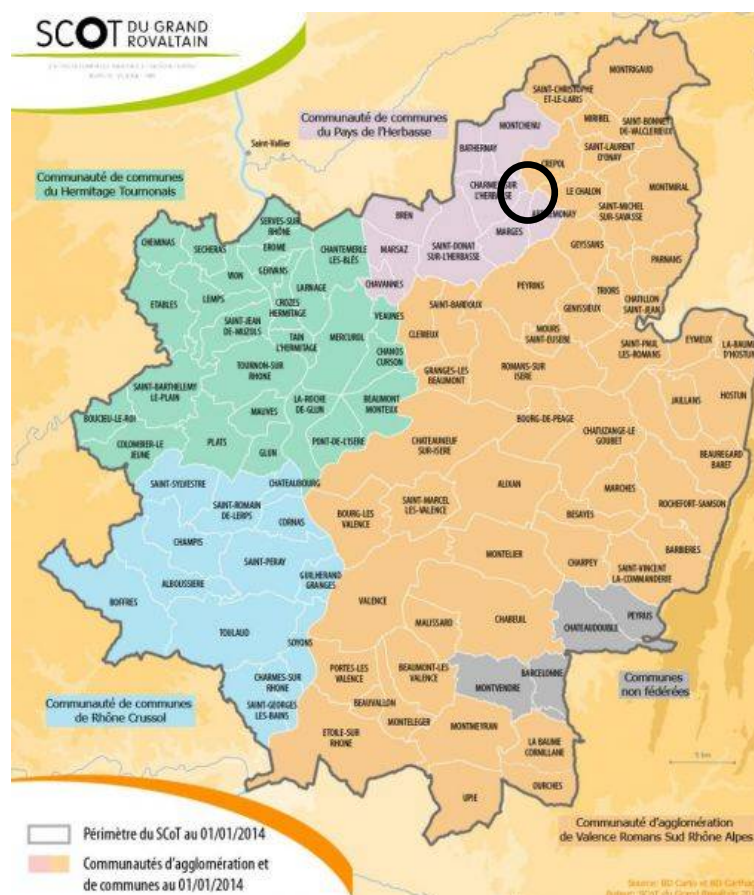 SCOT DU GRAND
ROVALTAIN
Communauté de communes
du Pays de l'Herbasse
Saint-Vallier
Communauté de communes
du Hermitage Tournonais
MONTRIGAUD
SAINT-CHRISTOPHE
ET-LE-LARIS
MIRIBEL
SAINT-BONNET
DE-VALCLERIEUX
MONTCHENU
BATHERNAY
SAINT-LAURENT
D'ONAY
CREPOL
CHARMES-SUR
L'HERBASSE
LE CHALON
MONTMIRAL
SAINT-MICHEL
SUR-SAVASSE
BREN
MARGES
MARSAZ
SAINT-DONAT
SUR-L'HERBASSE
GEYSSANS
PARNANS
CHAVANNES
PEYRINS
TRIORS
CHATILLON
SAINT-JEAN
GENISSIEUX
SERVES-SUR
RHÔNE
CHEMINAS
SECHERAS
EROME
CHANTEMERLE
LES-BLÉS
VION
GERVANS
LARNAGE
ETABLES
LEMPS
CROZES
HERMITAGE
VEAUNES
SAINT-JEAN
DE-MUZOLS
TAIN
L'HERMITAGE
MERCUROL
CHANOS
CURSON
TOURNON-SUR
RHONE
SAINT-BARTHELEMY
LE-PLAIN
LA-ROCHE
DE-GLUN
BEAUMONT
MONTEUX
BOUCIEU-LE-ROI
MAUVES
COLOMBIER-LE
JEUNE
PLATS
GLUN
PONT-DE-L'ISERE
SAINT-BARDOUX
CLERIEUX
MOURS
SAINT-EUSEBE
SAINT-PAUL
LES-ROMANS
EYMEUX
LA-BAUME
D'HOSTUN
GRANGES-LES
BEAUMONT
ROMANS-SUR
ISERE
JAILLANS
HOSTUN
BOURG-DE-PEAGE
CHATUZANGE-LE
GOUBET
CHATEAUNEUF
SUR-ISERE
BEAUREGARD
BARET
SAINT-SYLVESTRE
CHATEAUBOURG
ALIXAN
MARCHES
ROCHEFORT-SAMSON
SAINT-ROMAIN
DE-LERPS
CORNAS
BOURG-LES
VALENCE
SAINT-MARCEL
LES-VALENCE
BESAYES
CHAMPIS
SAINT-PERAY
MONTELIER
CHARPEY
BARBIERES
SAINT-VINCENT
LA-COMMANDERIE
ALBOUSSIERE
GUILHERAND
GRANGES
BOFFRES
VALENCE
TOULAUD
MALISSARD
CHABEUIL
PEYRUS
CHATEAUDOUBLE
SOYONS
CHARMES-SUR
RHONE
PORTES-LES
VALENCE
BEAUMONT-LES
VALENCE
BARCELONNE
MONTVENDRE
Communes
non fédérées
Communauté de communes
de Rhône Crussol
SAINT-GEORGES
LES-BAINS
BEAUVALLON
MONTELEGER
MONTMEYRAN
ETOILE-SUR
RHONE
LA BAUME
CORNILLANE
UPIE
OURCHES
5 km
Périmètre du SCoT au 01/01/2014
Communautés d'agglomération et
de communes au 01/01/2014
Communauté d'agglomération
de Valence Romans Sud Rhône Alpes